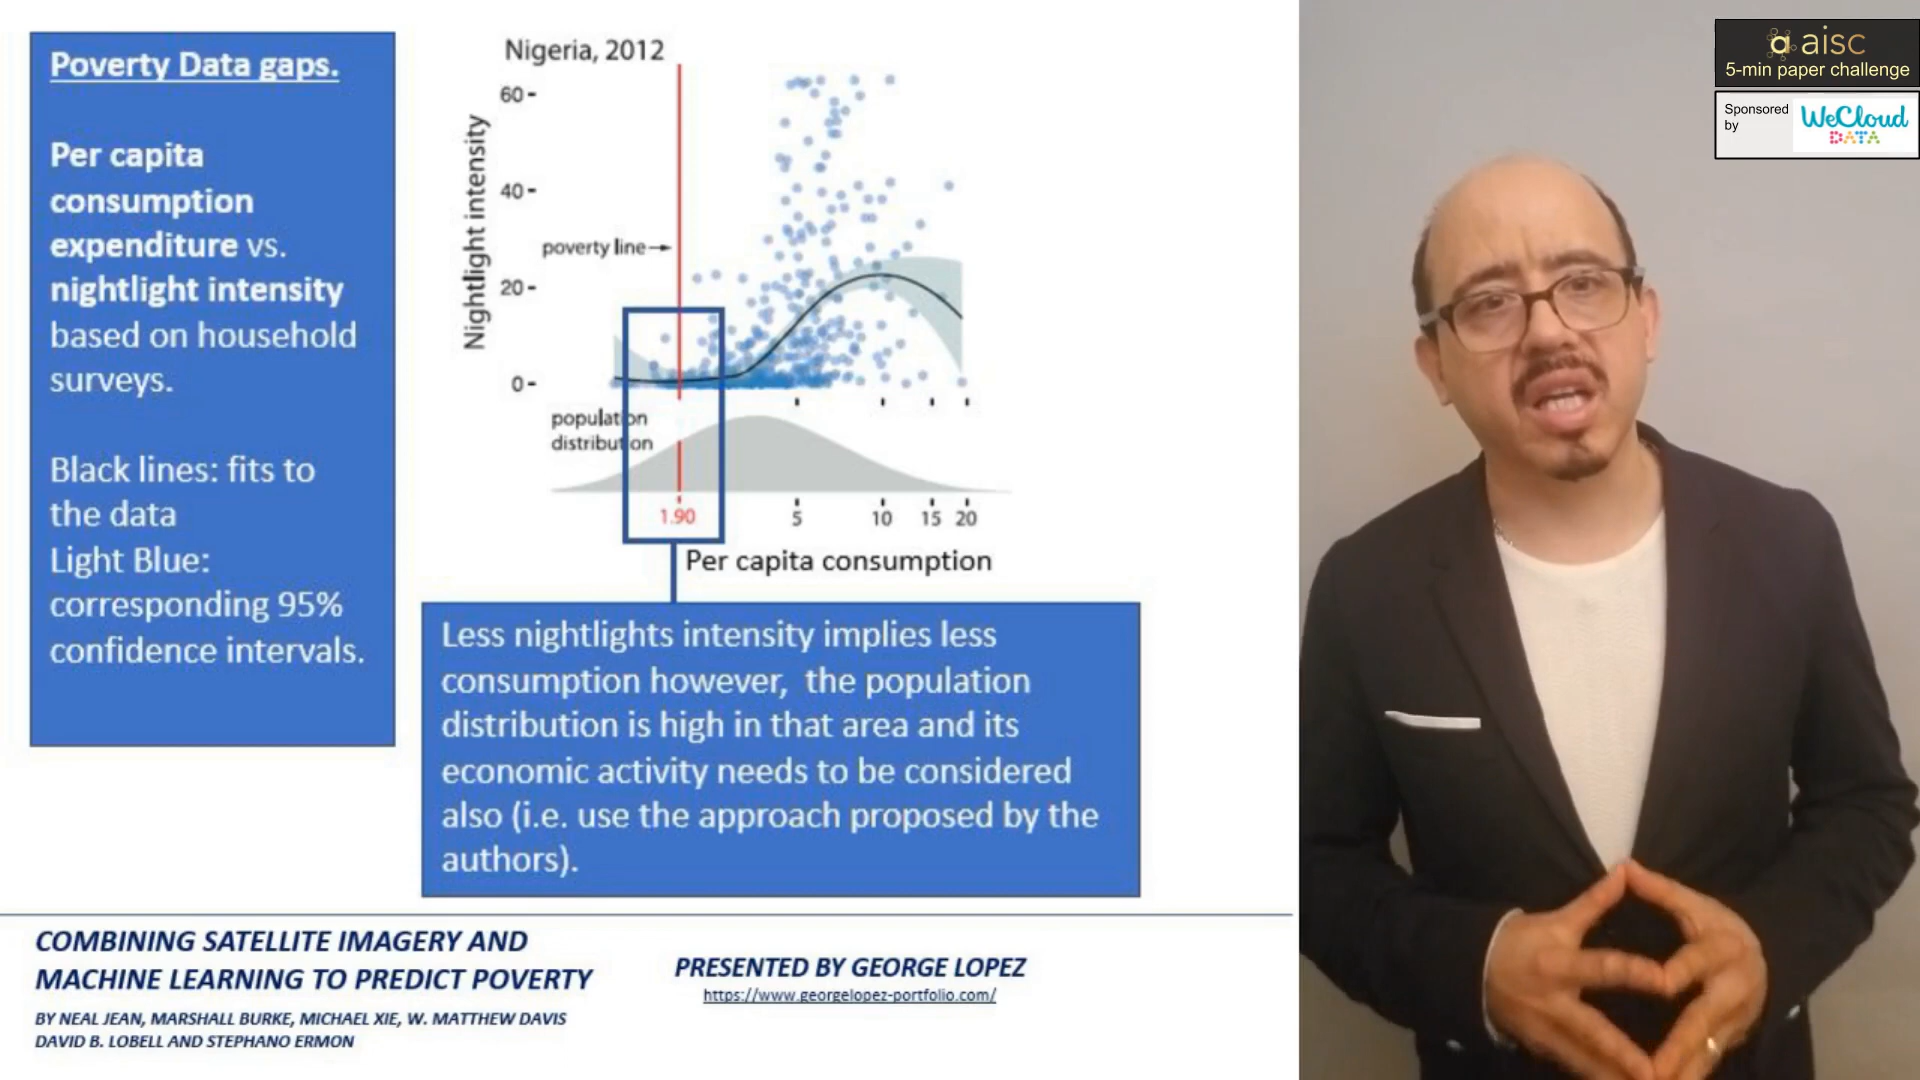 Poverty Data gaps.
Per capita
consumption
expenditure vs.
nightlight intensity
based on household
surveys.
Black lines: fits to
the data
Light Blue:
corresponding 95%
confidence intervals.
Nigeria, 2012
Nightlight intensity
60
40
20
0
poverty line
population
distribution
1.90
5
10
15
20
Per capita consumption
Less nightlights intensity implies less
consumption however, the population
distribution is high in that area and its
economic activity needs to be considered
also (i.e. use the approach proposed by the
authors).
COMBINING SATELLITE IMAGERY AND
MACHINE LEARNING TO PREDICT POVERTY
BY NEAL JEAN, MARSHALL BURKE, MICHAEL XIE, W. MATTHEW DAVIS
DAVID B. LOBELL AND STEPHANO ERMON
PRESENTED BY GEORGE LOPEZ
https://www.georgelopez-portfolio.com/
aisc
5-min paper challenge
Sponsored
by
WeCloud
DATA